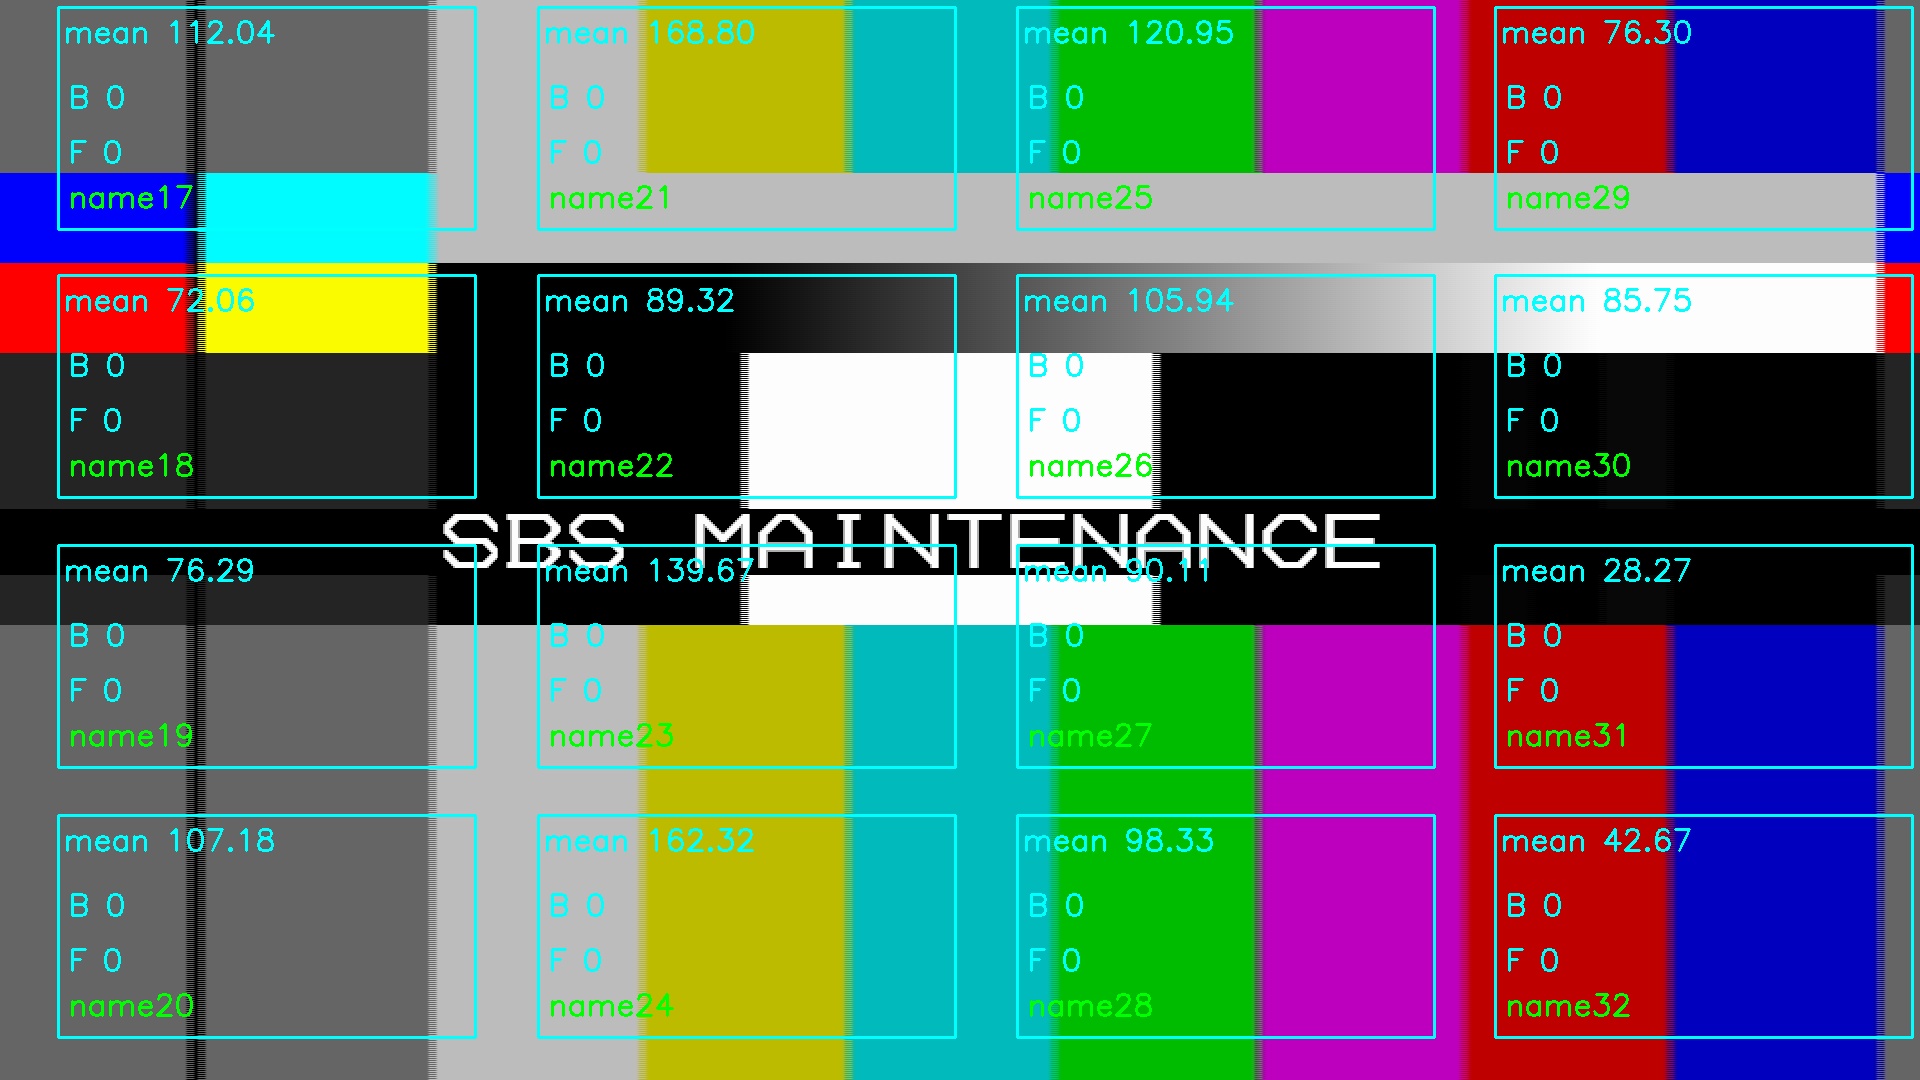 mean 112.04
B 0
F 0
name17
mean 168.80
B 0
F 0
name21
mean 120.95
B 0
F 0
name25
mean 76.30
B 0
F 0
name29
mean 72.06
B 0
F 0
name18
mean 89.32
B 0
F 0
name22
mean 105.94
B 0
F 0
name26
mean 85.75
B 0
F 0
name30
SBS MAINTENANCE
mean 76.29
B 0
F 0
name19
mean 139.67
B 0
F 0
name23
mean 90.11
B 0
F 0
name27
mean 28.27
B 0
F 0
name31
mean 107.18
B 0
F 0
name20
mean 162.32
B 0
F 0
name24
mean 98.33
B 0
F 0
name28
mean 42.67
B 0
F 0
name32